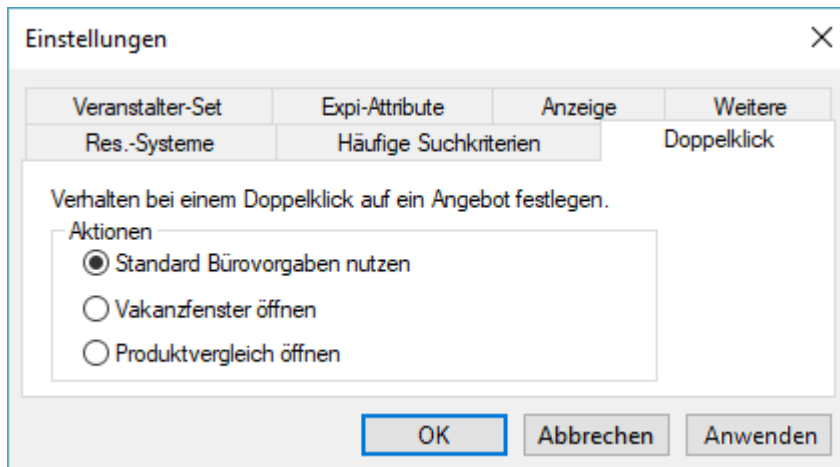 Einstellungen
Veranstalter-Set Expi-Attribute Anzeige Weitere
Res.-Systeme Häufige Suchkriterien Doppelklick
Verhalten bei einem Doppelklick auf ein Angebot festlegen.
Aktionen
Standard Bürovorgaben nutzen
Vakanzfenster öffnen
Produktvergleich öffnen
OK Abbrechen Anwenden